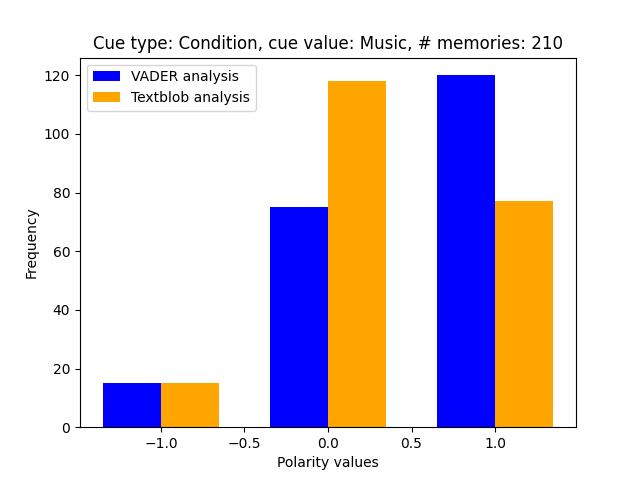 Cue type: Condition, cue value: Music, # memories: 210
VADER analysis
Textblob analysis
120
100
80
60
40
20
0
Frequency
−1.0
−0.5
0.0
0.5
1.0
Polarity values